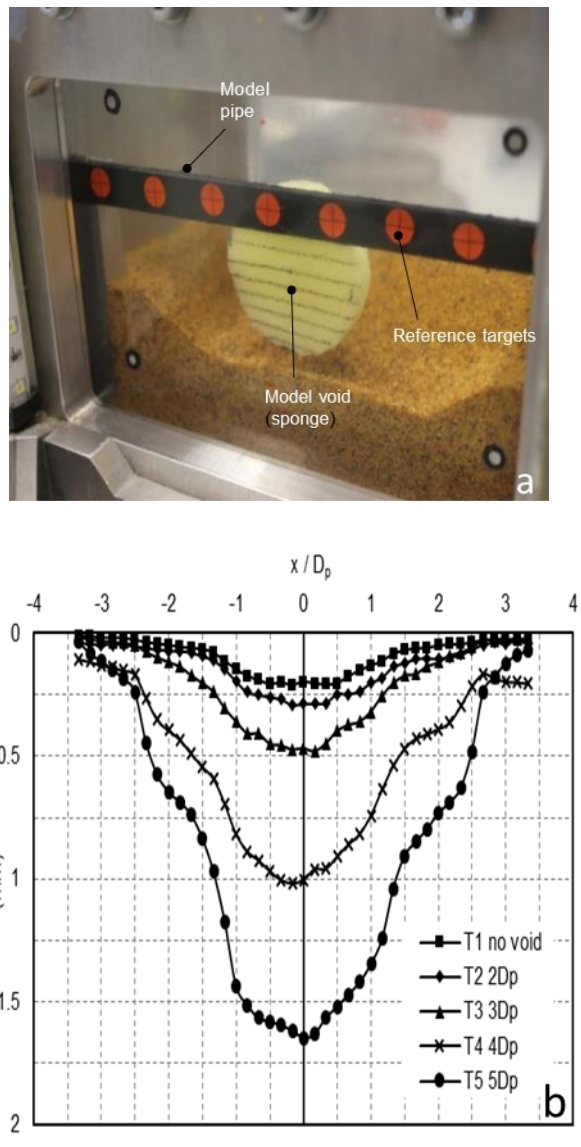 Model
pipe
Reference targets
Model void
(sponge)
a
x / Dp
-4 -3 -2 -1 0 1 2 3 4
0
0.5
1
1.5
2
T1 no void
T2 2Dp
T3 3Dp
T4 4Dp
T5 5Dp
b